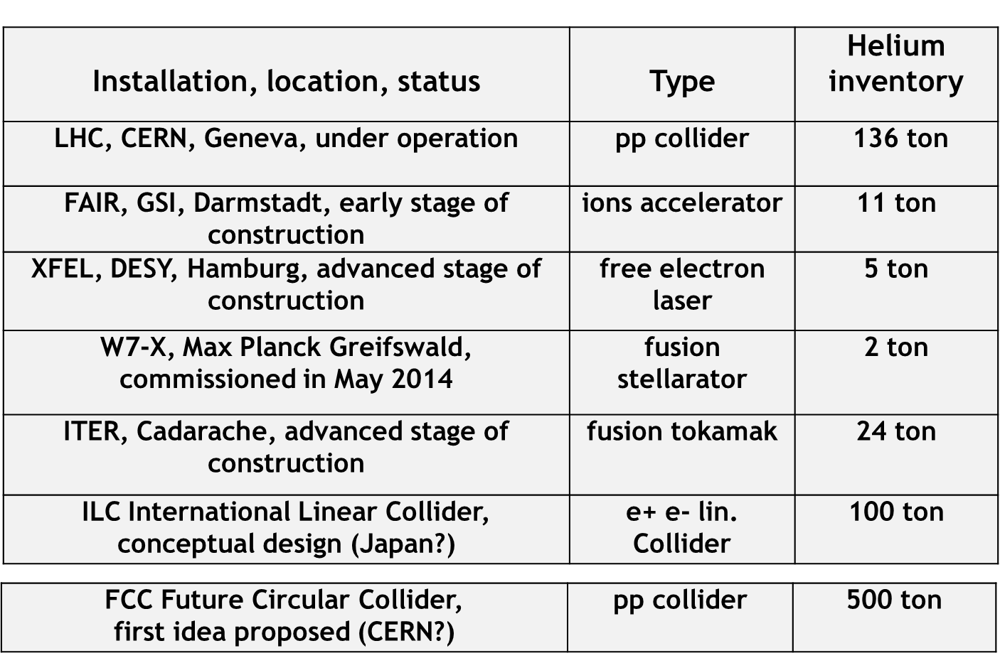 Installation, location, status
Type
Helium
inventory
LHC, CERN, Geneva, under operation
pp collider
136 ton
FAIR, GSI, Darmstadt, early stage of
construction
ions accelerator
11 ton
XFEL, DESY, Hamburg, advanced stage of
construction
free electron
laser
5 ton
W7-X, Max Planck Greifswald,
commissioned in May 2014
fusion
stellarator
2 ton
ITER, Cadarache, advanced stage of
construction
fusion tokamak
24 ton
ILC International Linear Collider,
conceptual design (Japan?)
e+ e- lin.
Collider
100 ton
FCC Future Circular Collider,
first idea proposed (CERN?)
pp collider
500 ton